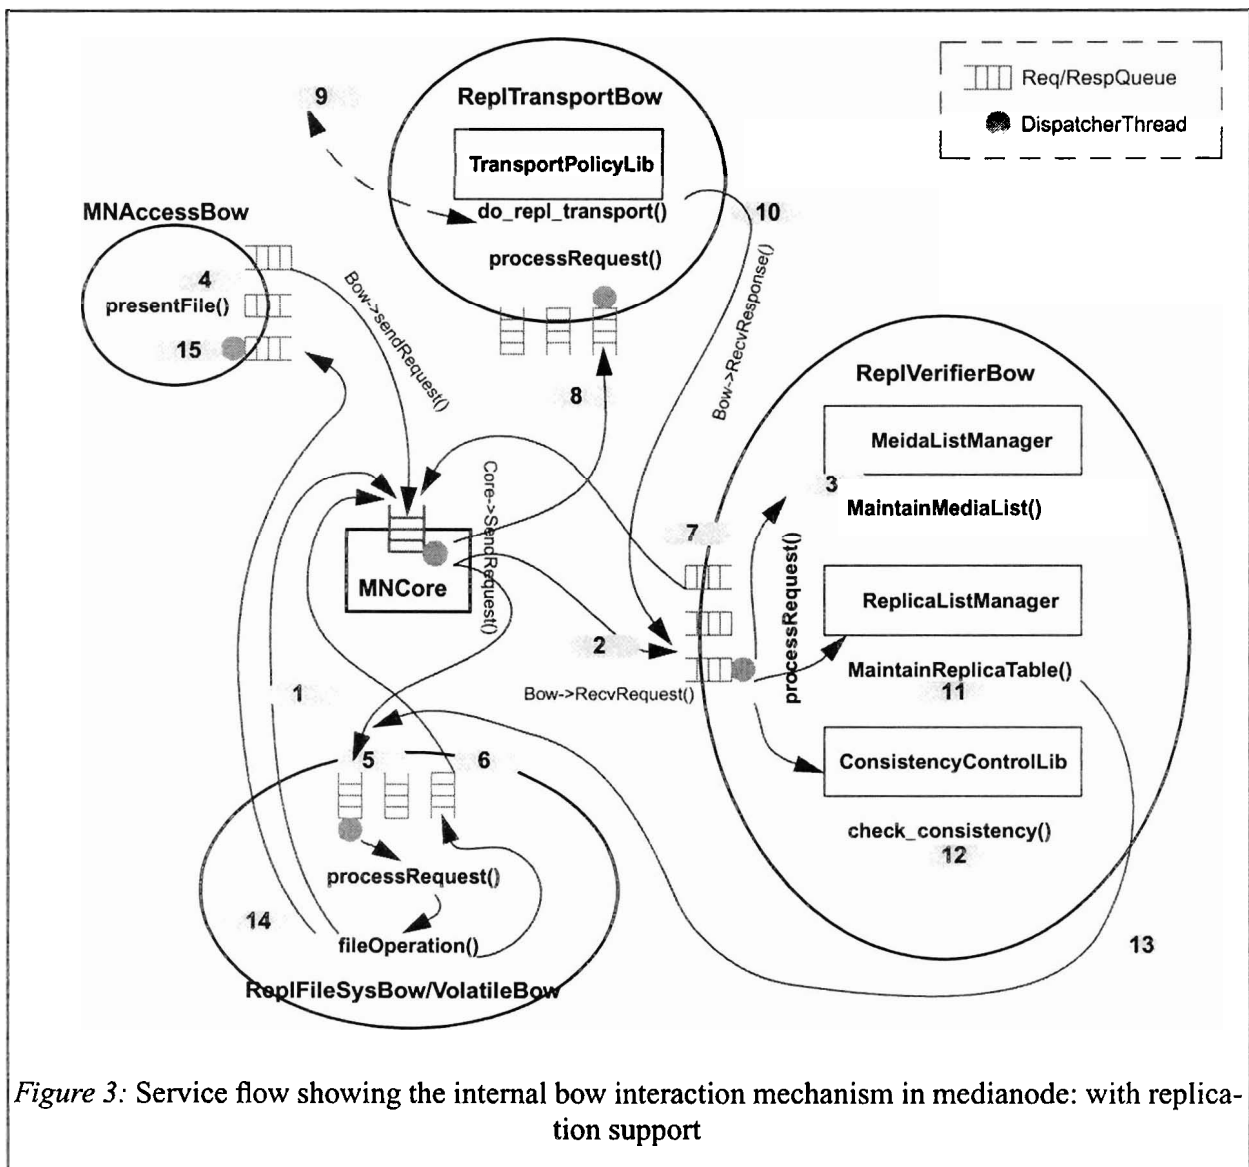 Req/RespQueue
DispatcherThread
9
ReplTransportBow
TransportPolicyLib
do_repl_transport()
processRequest()
10
MNAccessBow
4
presentFile()
15
Bow->sendRequest()
Bow->RecvResponse()
8
ReplVerifierBow
MeidaListManager
3
MaintainMediaList()
7
processRequest()
ReplicaListManager
MaintainReplicaTable()
11
ConsistencyControlLib
check_consistency()
12
Core->SendRequest()
MNCore
2
Bow->RecvRequest()
1
5
6
processRequest()
14
fileOperation()
ReplFileSysBow/VolatileBow
13
Figure 3: Service flow showing the internal bow interaction mechanism in medianode: with replica-
tion support